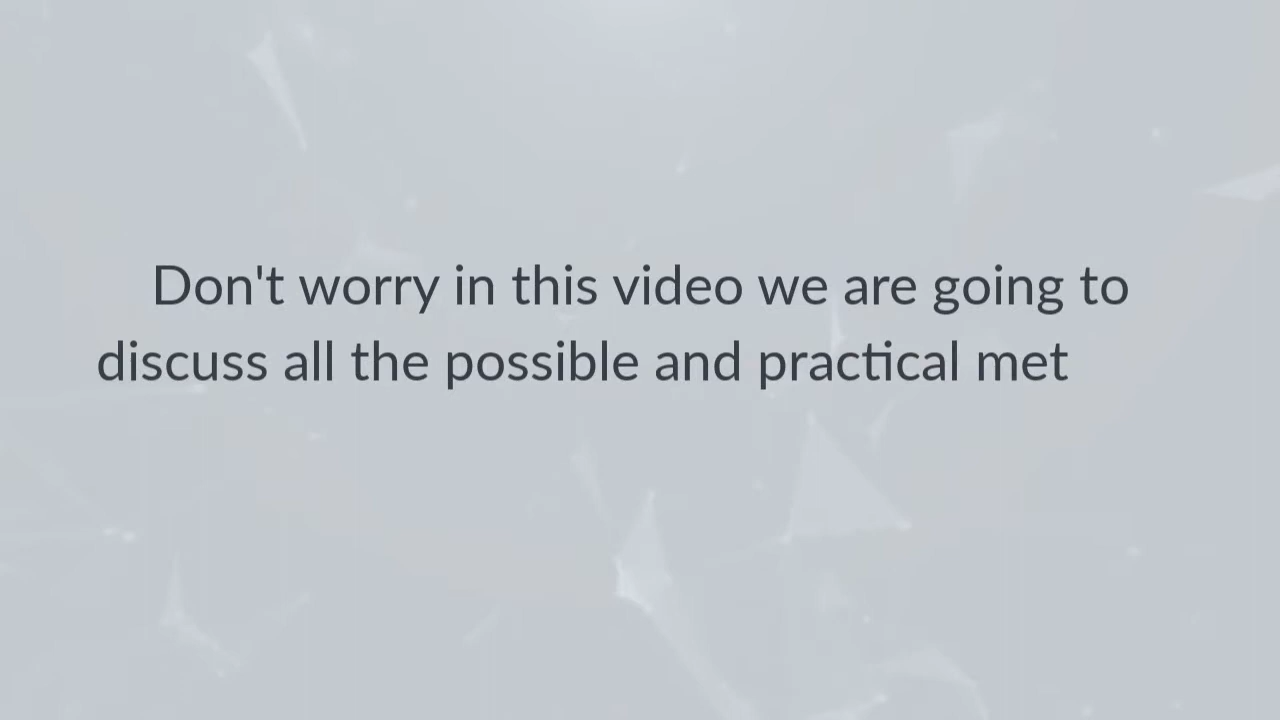 Don't worry in this video we are going to
discuss all the possible and practical met